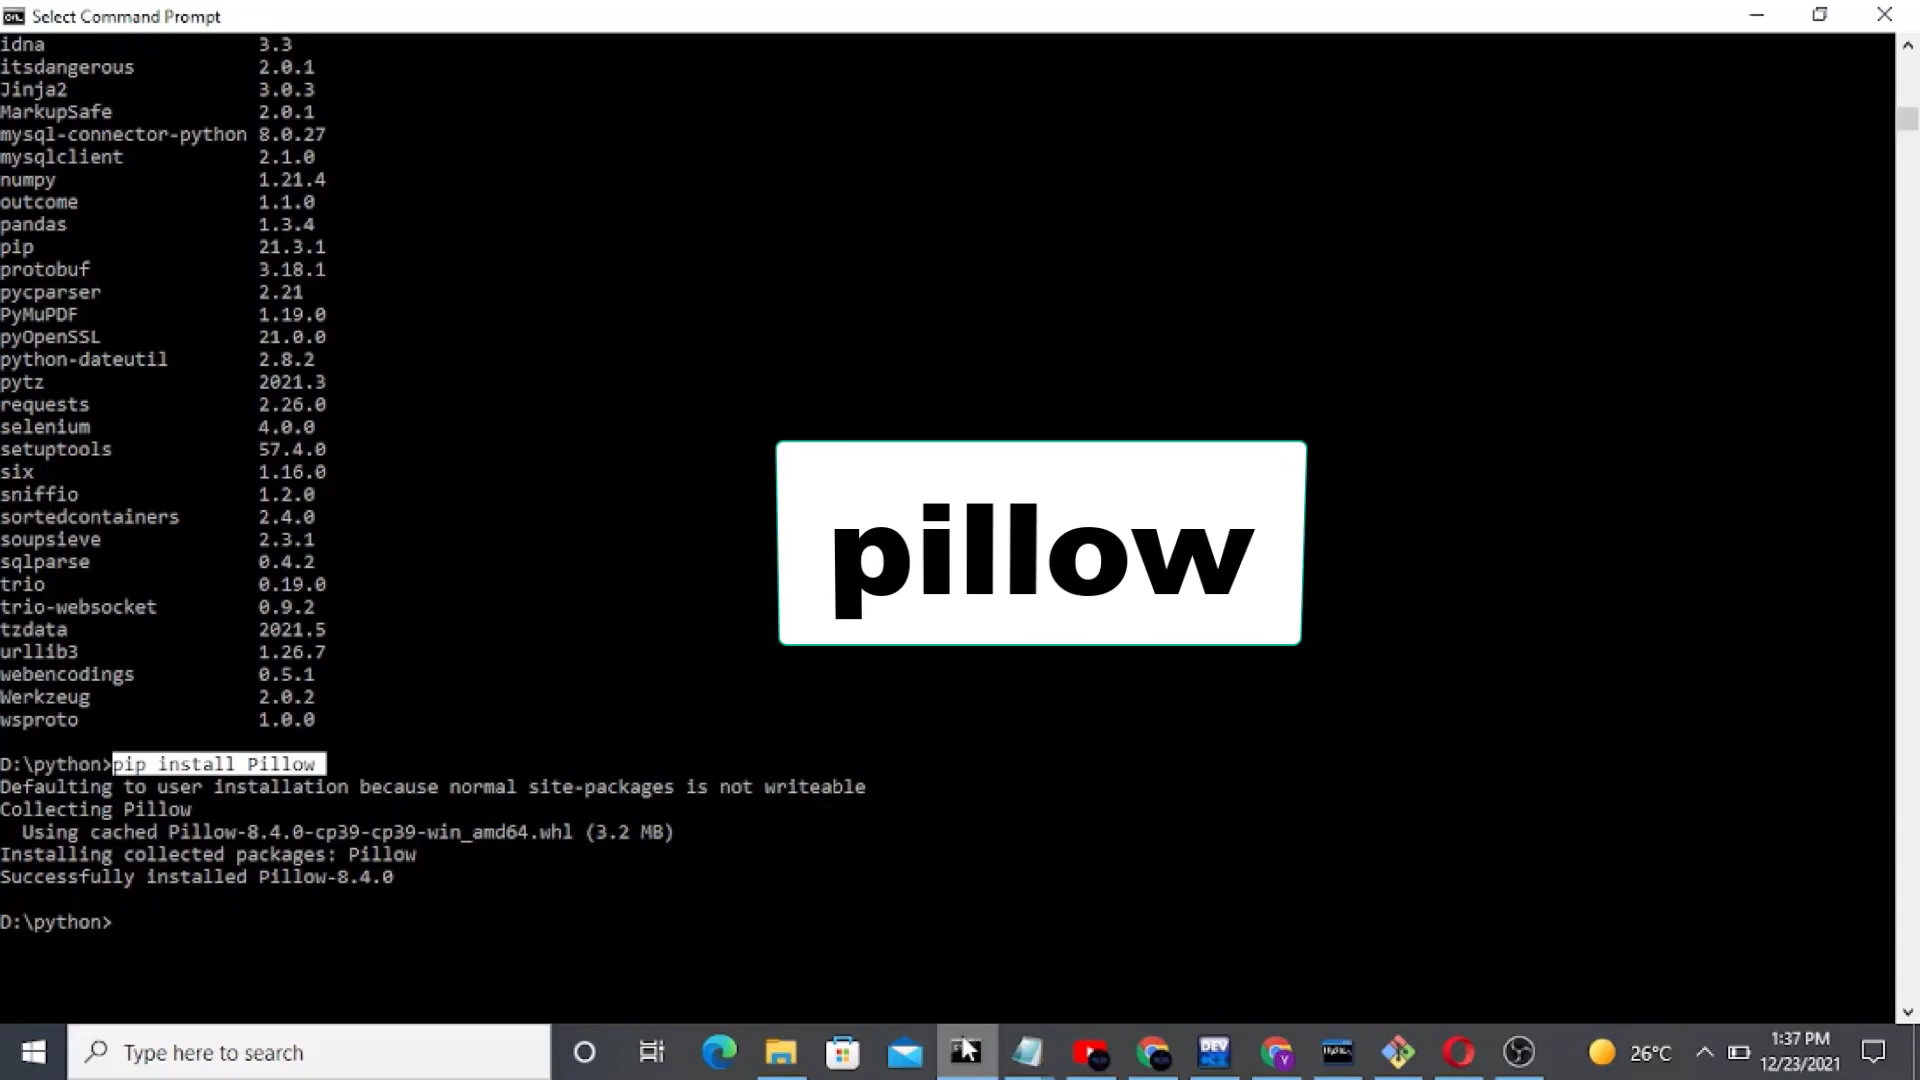 Select Command Prompt
idna 3.3
itsdangerous 2.0.1
Jinja2 3.0.3
MarkupSafe 2.0.1
mysql-connector-python 8.0.27
mysqlclient 2.1.0
numpy 1.21.4
outcome 1.1.0
pandas 1.3.4
pip 21.3.1
protobuf 3.18.1
pycparser 2.21
PyMuPDF 1.19.0
pyOpenSSL 21.0.0
python-dateutil 2.8.2
pytz 2021.3
requests 2.26.0
selenium 4.0.0
setuptools 57.4.0
six 1.16.0
sniffio 1.2.0
sortedcontainers 2.4.0
soupsieve 2.3.1
sqlparse 0.4.2
trio 0.19.0
trio-websocket 0.9.2
tzdata 2021.5
urllib3 1.26.7
webencodings 0.5.1
Werkzeug 2.0.2
wsproto 1.0.0
pillow
D:\python>pip install Pillow
Defaulting to user installation because normal site-packages is not writeable
Collecting Pillow
Using cached Pillow-8.4.0-cp39-cp39-win_amd64.whl (3.2 MB)
Installing collected packages: Pillow
Successfully installed Pillow-8.4.0
D:\python>
Type here to search
DEV
26°C
1:37 PM
12/23/2021